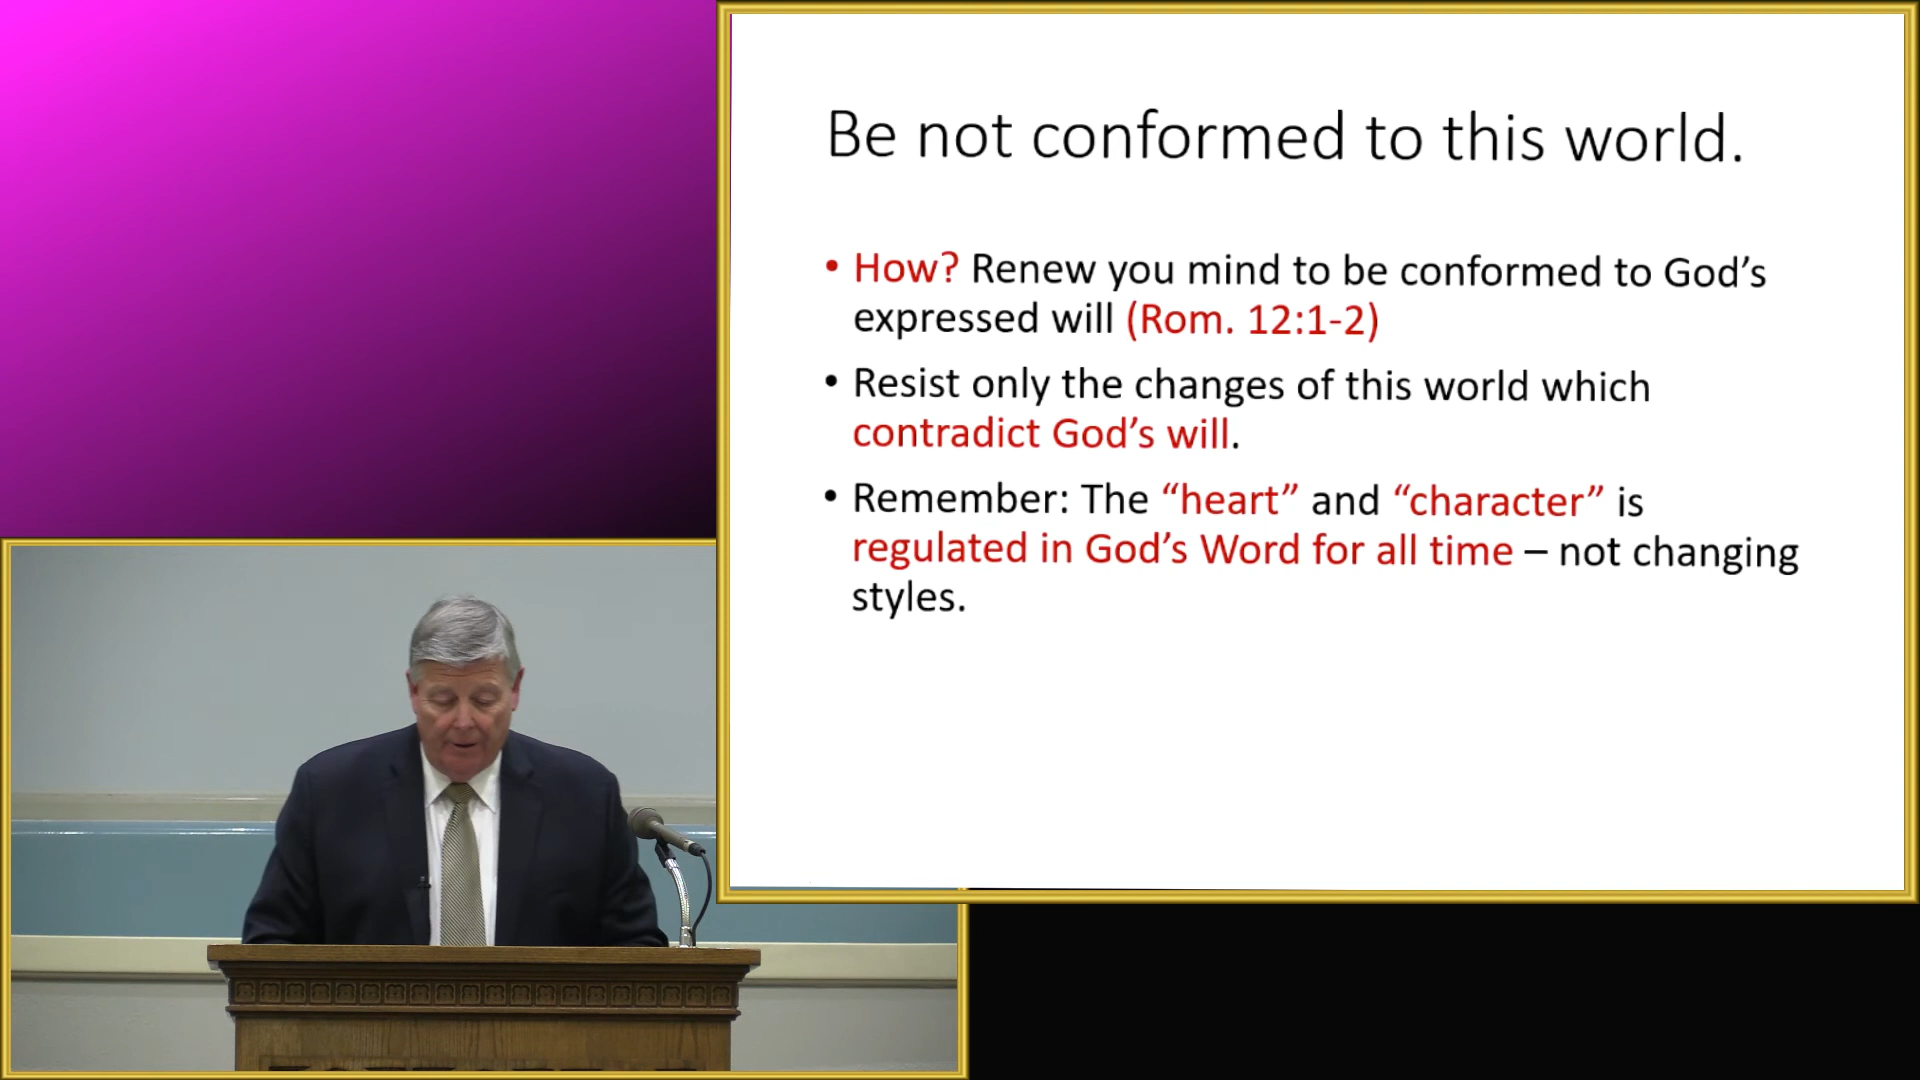 Be not conformed to this world.
• How? Renew you mind to be conformed to God’s
expressed will (Rom. 12:1-2)
• Resist only the changes of this world which
contradict God’s will.
• Remember: The “heart” and “character” is
regulated in God’s Word for all time – not changing
styles.